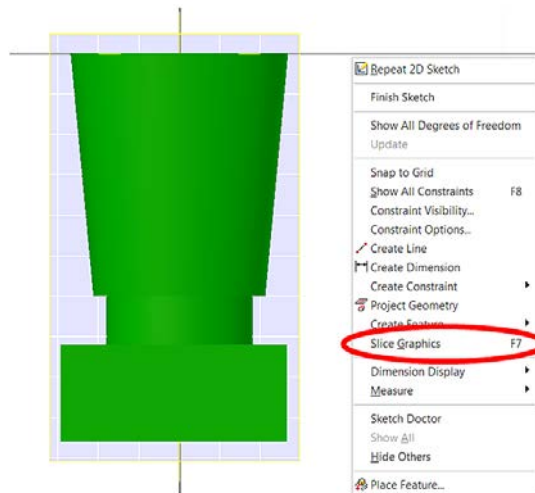 Repeat 2D Sketch
Finish Sketch
Show All Degrees of Freedom
Update
Snap to Grid
Show All Constraints F8
Constraint Visibility...
Constraint Options...
Create Line
Create Dimension
Create Constraint
Project Geometry
Create Feature
Slice Graphics F7
Dimension Display
Measure
Sketch Doctor
Show All
Hide Others
Place Feature...